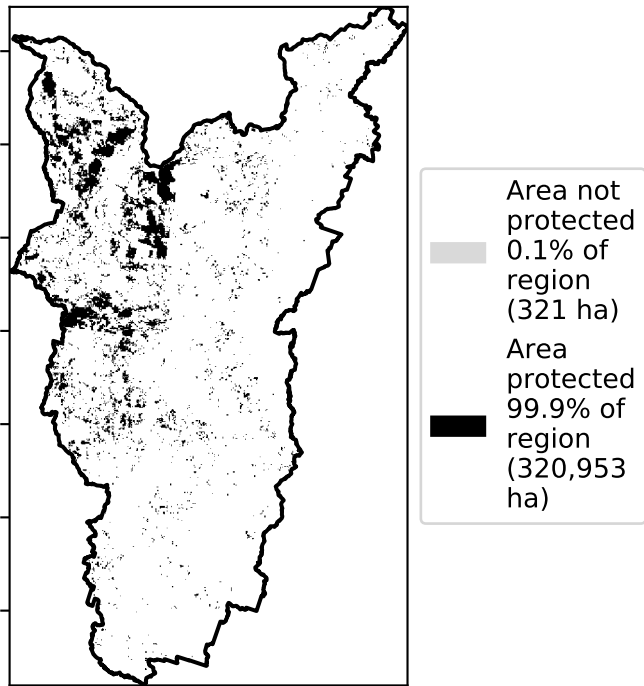 Area not
protected
0.1% of
region
(321 ha)
Area
protected
99.9% of
region
(320,953
ha)